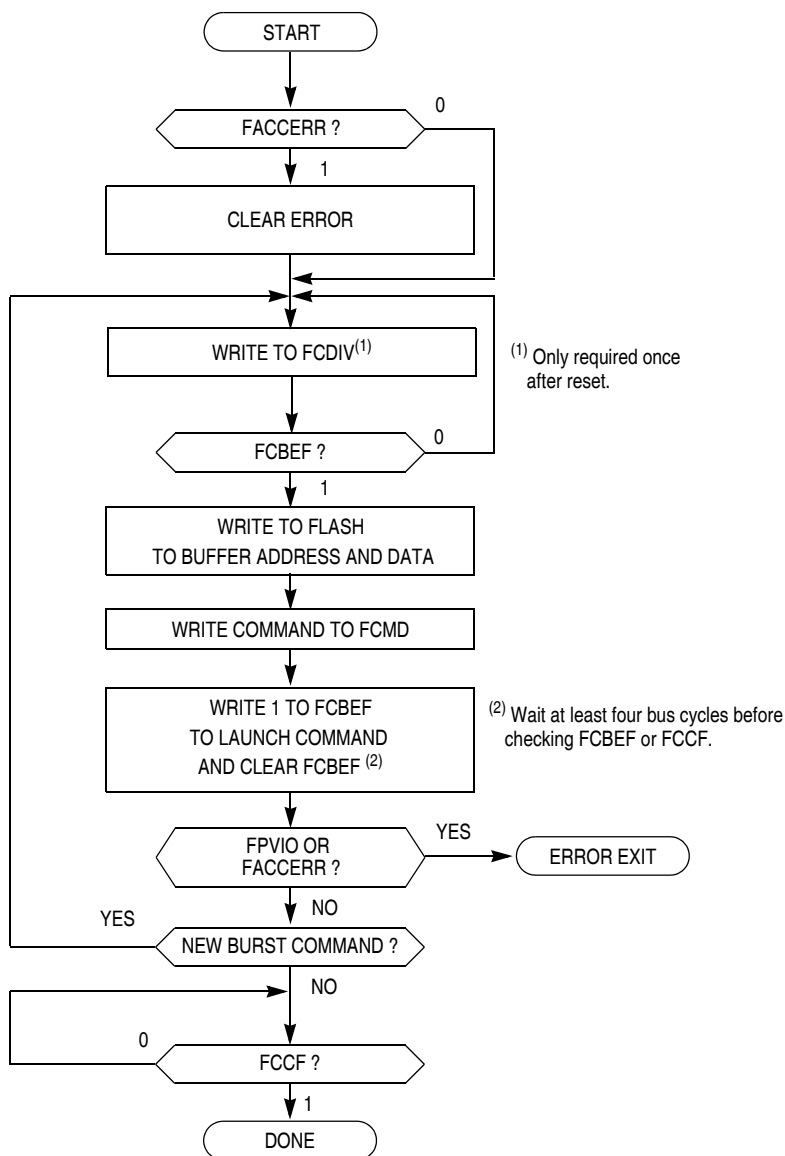 START
0
FACCERR ?
1
CLEAR ERROR
WRITE TO FCDIV(1)
(1) Only required once
after reset.
0
FCBEF ?
1
WRITE TO FLASH
TO BUFFER ADDRESS AND DATA
WRITE COMMAND TO FCMD
WRITE 1 TO FCBEF
TO LAUNCH COMMAND
AND CLEAR FCBEF (2)
(2) Wait at least four bus cycles before
checking FCBEF or FCCF.
FPVIO OR
FACCERR ?
YES
ERROR EXIT
NO
YES
NEW BURST COMMAND ?
NO
0
FCCF ?
1
DONE